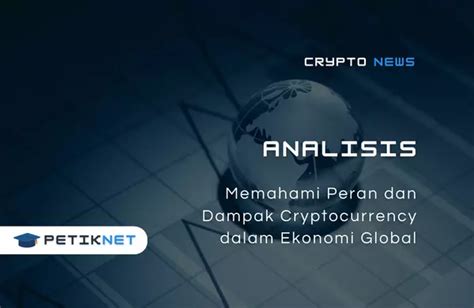 CRYPTO NEWS
ANALISIS
Memahami Peran dan
Dampak Cryptocurrency
dalam Ekonomi Global
PETIKNET